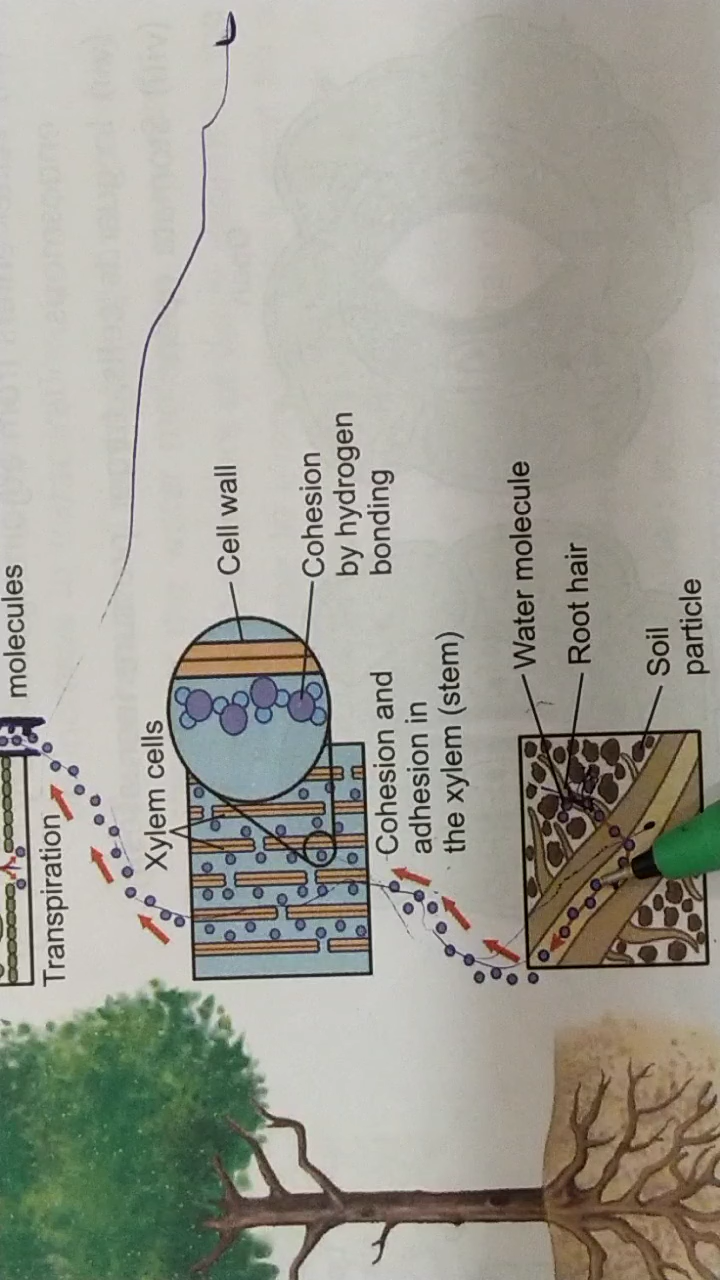 molecules
Transpiration
Xylem cells
Cell wall
Cohesion
by hydrogen
bonding
Cohesion and
adhesion in
the xylem (stem)
Water molecule
Root hair
Soil
particle